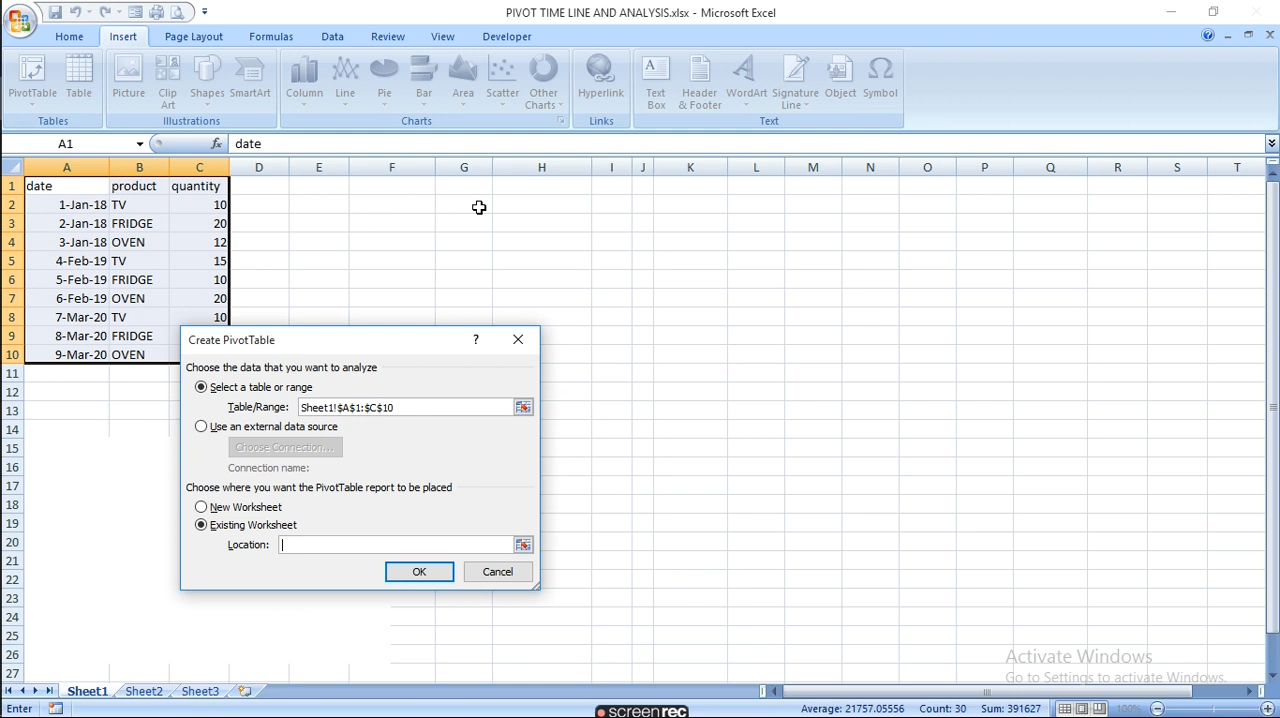 PIVOT TIME LINE AND ANALYSIS.xlsx - Microsoft Excel
Home Insert Page Layout Formulas Data Review View Developer
PivotTable Table Picture Clip Art Shapes SmartArt Column Line Pie Bar Area Scatter Other Charts Hyperlink Text Box Header & Footer WordArt Signature Line Object Symbol
Tables Illustrations Charts Links Text
A1 fx date
A B C D E F G H I J K L M N O P Q R S T
1 date product quantity
2 1-Jan-18 TV 10
3 2-Jan-18 FRIDGE 20
4 3-Jan-18 OVEN 12
5 4-Feb-19 TV 15
6 5-Feb-19 FRIDGE 10
7 6-Feb-19 OVEN 20
8 7-Mar-20 TV 10
9 8-Mar-20 FRIDGE
10 9-Mar-20 OVEN
11
12
13
14
15
16
17
18
19
20
21
22
23
24
25
26
27
Create PivotTable ?
Choose the data that you want to analyze
Select a table or range
Table/Range: Sheet1!$A$1:$C$10
Use an external data source
Choose Connection...
Connection name:
Choose where you want the PivotTable report to be placed
New Worksheet
Existing Worksheet
Location:
OK Cancel
Activate Windows
Go to Settings to activate Windows.
Sheet1 Sheet2 Sheet3
Enter screenrec Average: 21757.05556 Count: 30 Sum: 391627 100%